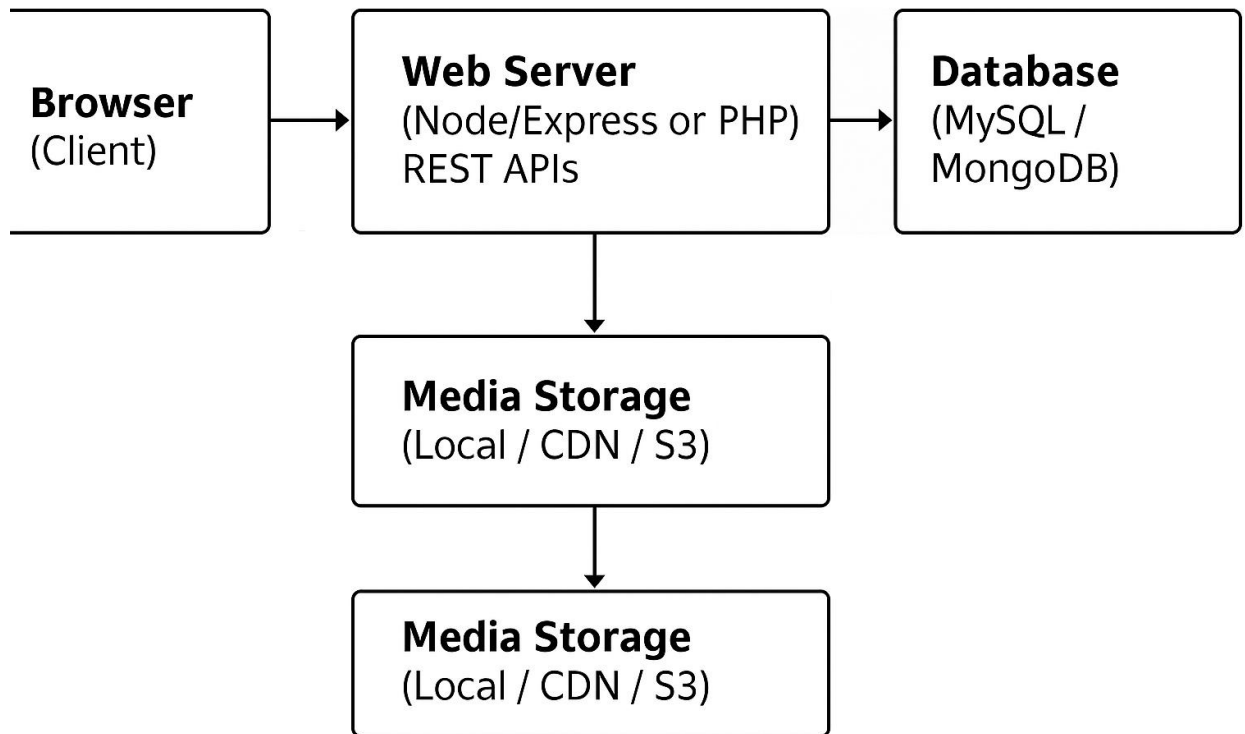 Browser
(Client)
Web Server
(Node/Express or PHP)
REST APIs
Database
(MySQL /
MongoDB)
Media Storage
(Local / CDN / S3)
Media Storage
(Local / CDN / S3)